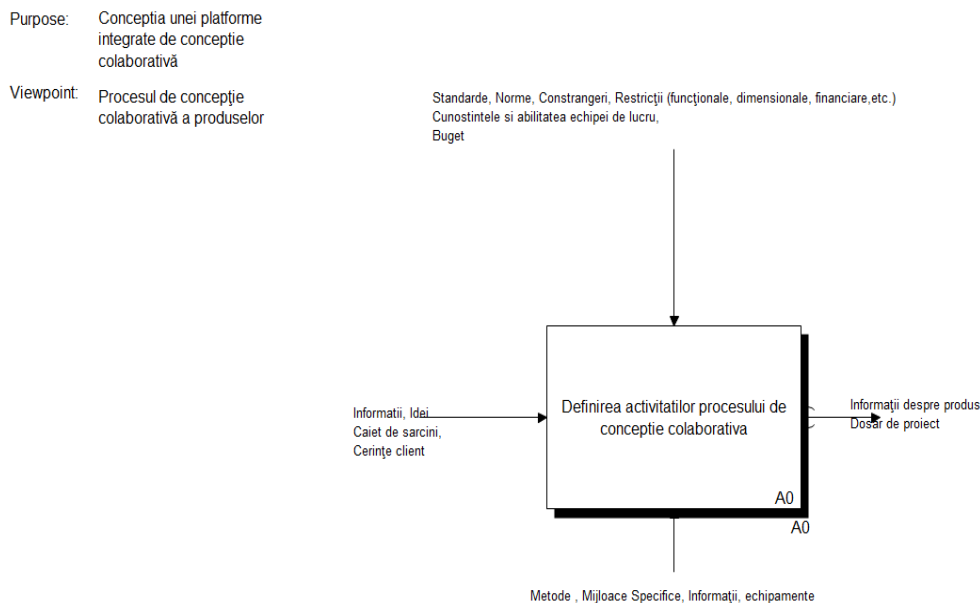 Purpose:
Conceptia unei platforme
integrate de conceptie
colaborativă
Viewpoint:
Procesul de concepţie
colaborativă a produselor
Standarde, Norme, Constrangeri, Restricţii (funcţionale, dimensionale, financiare,etc.)
Cunostintele si abilitatea echipei de lucru,
Buget
Informatii, Idei
Caiet de sarcini,
Cerinţe client
Definirea activitatilor procesului de
conceptie colaborativa
A0
A0
Informaţii despre produs
Dosar de proiect
Metode , Mijloace Specifice, Informaţii, echipamente